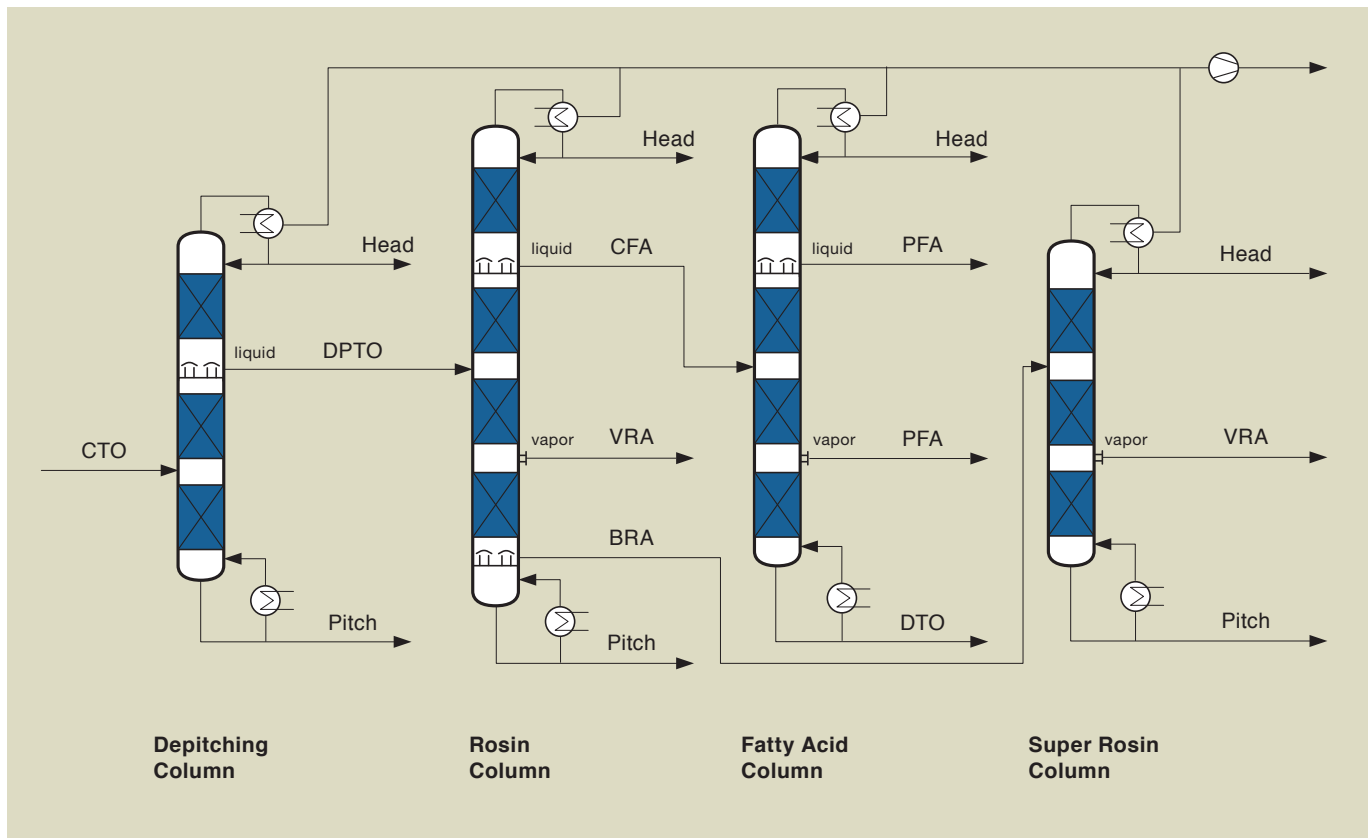 Head
Head
liquid
CFA
liquid
PFA
Head
Head
liquid
DPTO
CTO
vapor
VRA
vapor
PFA
vapor
VRA
BRA
Pitch
Pitch
DTO
Pitch
Depitching
Column
Rosin
Column
Fatty Acid
Column
Super Rosin
Column